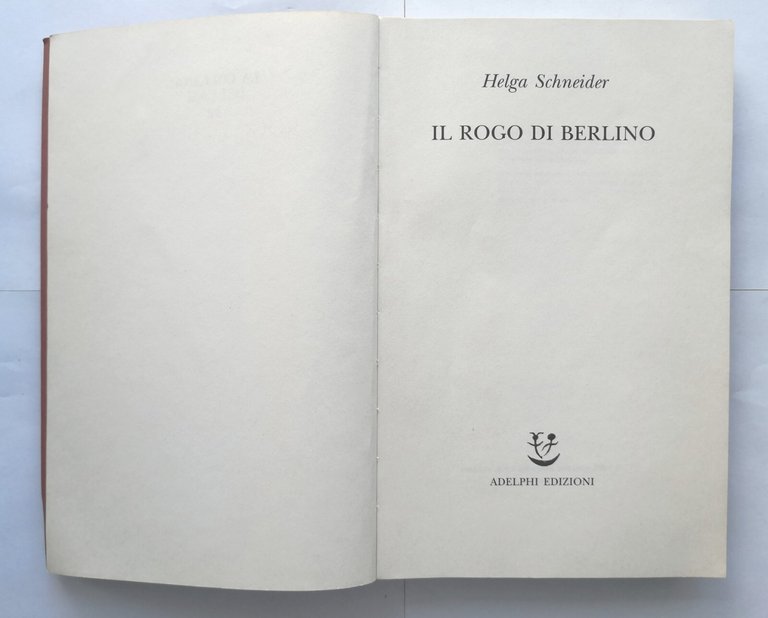 Helga Schneider
IL ROGO DI BERLINO
ADELPHI EDIZIONI